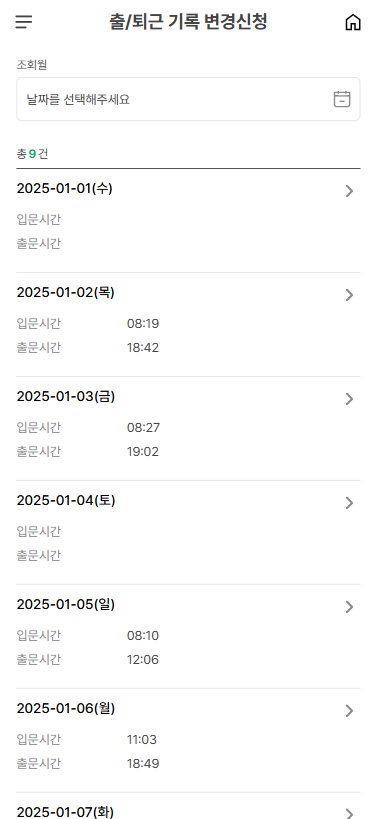 출/퇴근 기록 변경신청
조회월
날짜를 선택해주세요
총 9 건
2025-01-01(수)
입문시간
출문시간
2025-01-02(목)
입문시간 08:19
출문시간 18:42
2025-01-03(금)
입문시간 08:27
출문시간 19:02
2025-01-04(토)
입문시간
출문시간
2025-01-05(일)
입문시간 08:10
출문시간 12:06
2025-01-06(월)
입문시간 11:03
출문시간 18:49
2025-01-07(화)